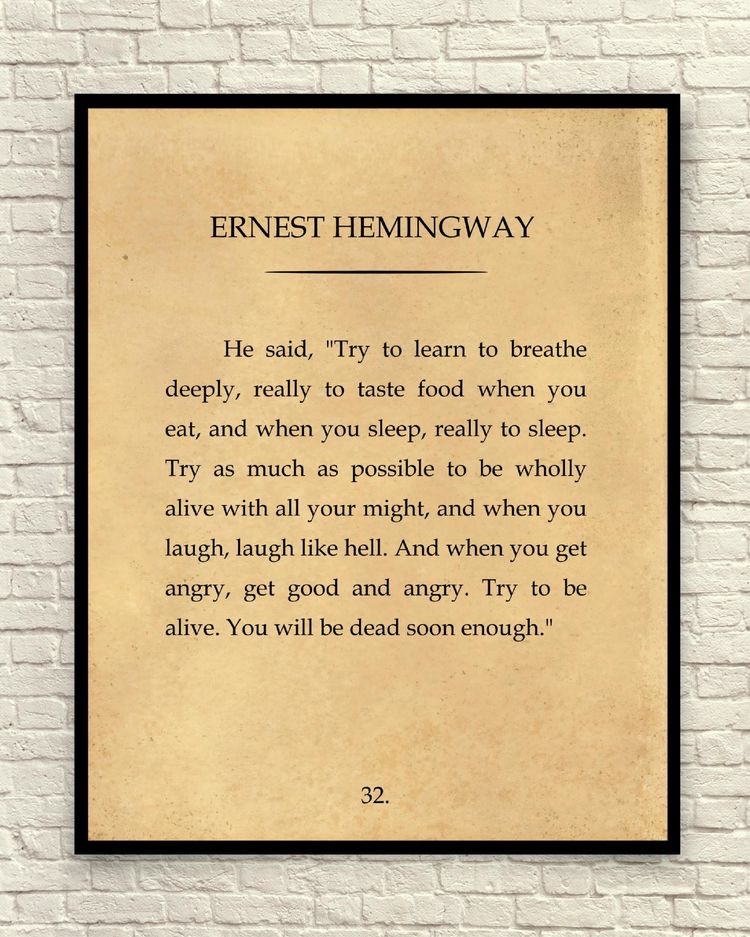 ERNEST HEMINGWAY
He said, "Try to learn to breathe
deeply, really to taste food when you
eat, and when you sleep, really to sleep.
Try as much as possible to be wholly
alive with all your might, and when you
laugh, laugh like hell. And when you get
angry, get good and angry. Try to be
alive. You will be dead soon enough."
32.